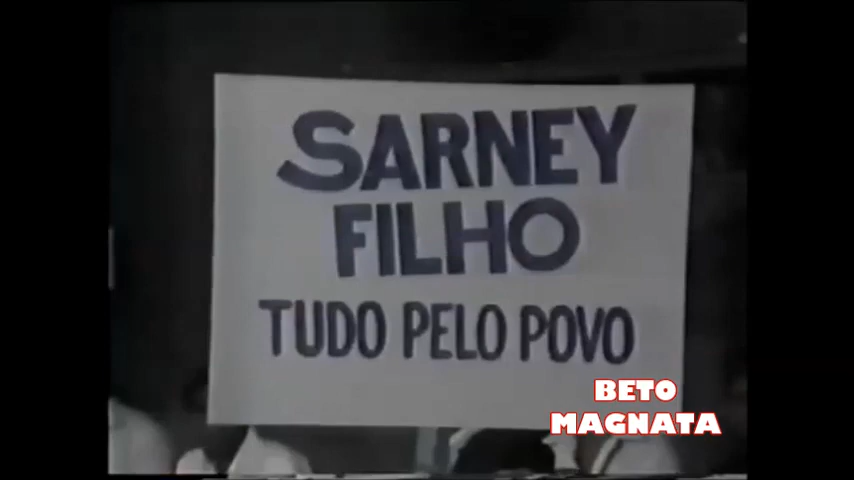 SARNEY
FILHO
TUDO PELO POVO
BETO
MAGNATA